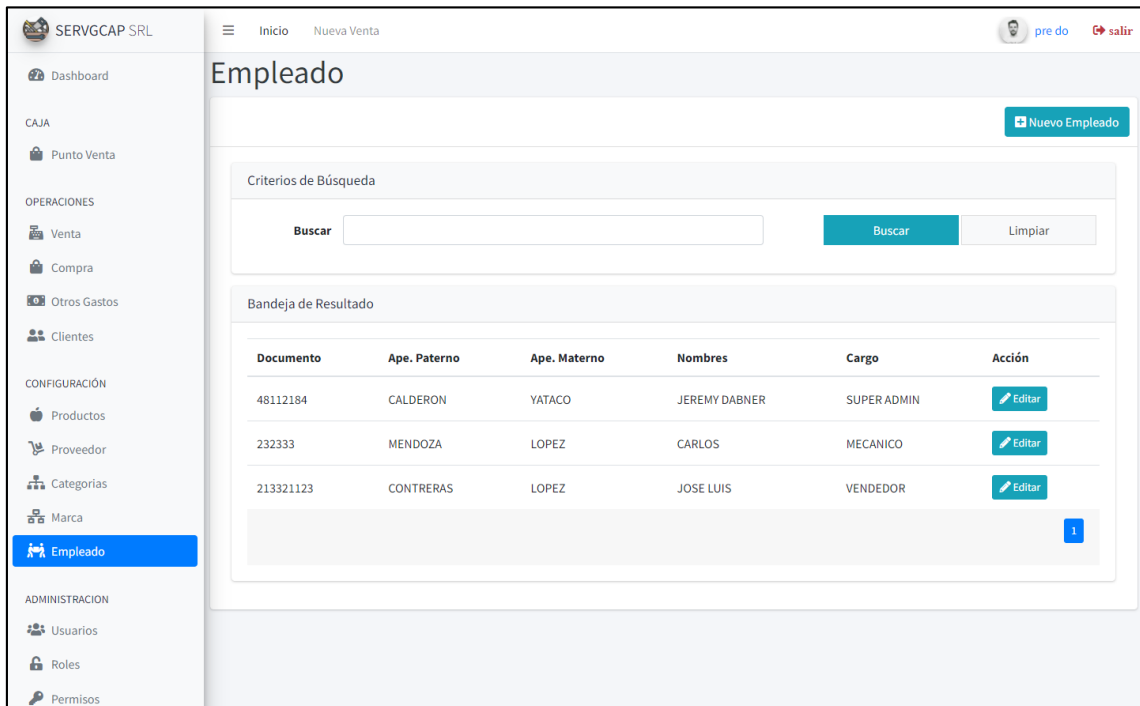 SERVGCAP SRL
Inicio Nueva Venta
pre do salir
Dashboard
CAJA
Punto Venta
OPERACIONES
Venta
Compra
Otros Gastos
Clientes
CONFIGURACIÓN
Productos
Proveedor
Categorias
Marca
Empleado
ADMINISTRACION
Usuarios
Roles
Permisos
Empleado
Nuevo Empleado
Criterios de Búsqueda
Buscar Buscar Limpiar
Bandeja de Resultado
Documento Ape. Paterno Ape. Materno Nombres Cargo Acción
48112184 CALDERON YATACO JEREMY DABNER SUPER ADMIN Editar
232333 MENDOZA LOPEZ CARLOS MECANICO Editar
213321123 CONTRERAS LOPEZ JOSE LUIS VENDEDOR Editar
1